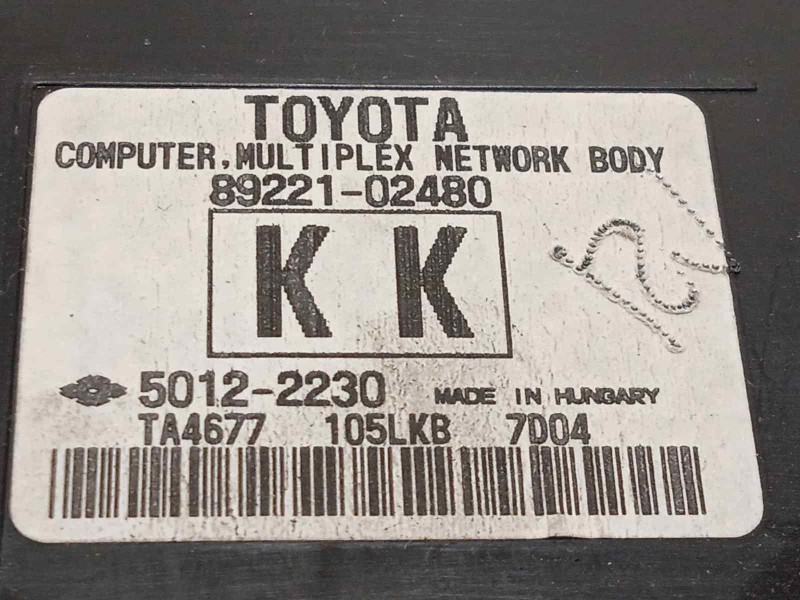 TOYOTA
COMPUTER, MULTIPLEX NETWORK BODY
89221-02480
K K
5012-2230 MADE IN HUNGARY
TA4677 105LKB 7D04